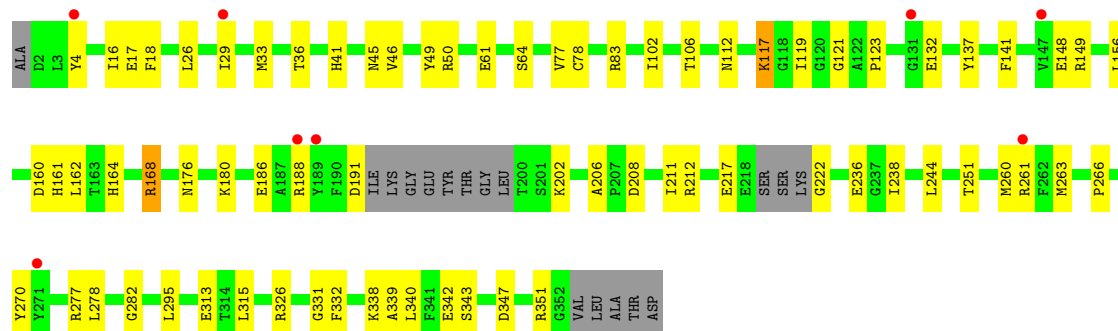 ALA D2 L3 Y4 I16 E17 F18 L26 I29 M33 T36 H41 N45 V46 Y49 R50 E61 S64 V77 C78 R83 I102 T106 N112 K117 G118 I119 G120 G121 A122 P123 G131 E132 Y137 F141 V147 E148 R149
D160 H161 L162 T163 H164 R168 N176 K180 E186 A187 R188 Y189 F190 D191 ILE LYS GLY GLU TYR THR GLY LEU T200 S201 K202 A206 P207 D208 I211 R212 E217 E218 SER SER LYS G222 E236 G237 I238 L244 T251 M260 R261 F262 M263 P266
Y270 Y271 R277 L278 G282 L295 E313 T314 L315 R326 G331 F332 K338 A339 L340 F341 E342 S343 D347 R351 G352 VAL LEU ALA THR ASP